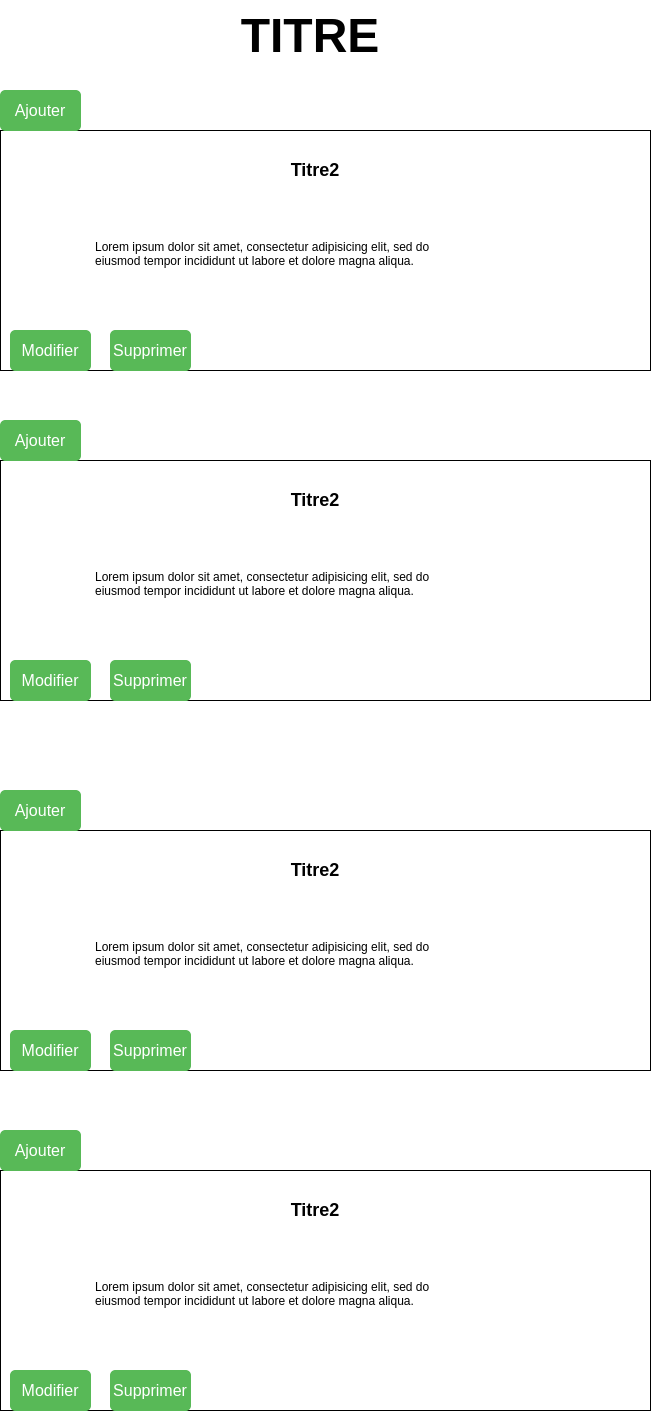 TITRE
Ajouter
Titre2
Lorem ipsum dolor sit amet, consectetur adipisicing elit, sed do
eiusmod tempor incididunt ut labore et dolore magna aliqua.
Modifier Supprimer
Ajouter
Titre2
Lorem ipsum dolor sit amet, consectetur adipisicing elit, sed do
eiusmod tempor incididunt ut labore et dolore magna aliqua.
Modifier Supprimer
Ajouter
Titre2
Lorem ipsum dolor sit amet, consectetur adipisicing elit, sed do
eiusmod tempor incididunt ut labore et dolore magna aliqua.
Modifier Supprimer
Ajouter
Titre2
Lorem ipsum dolor sit amet, consectetur adipisicing elit, sed do
eiusmod tempor incididunt ut labore et dolore magna aliqua.
Modifier Supprimer